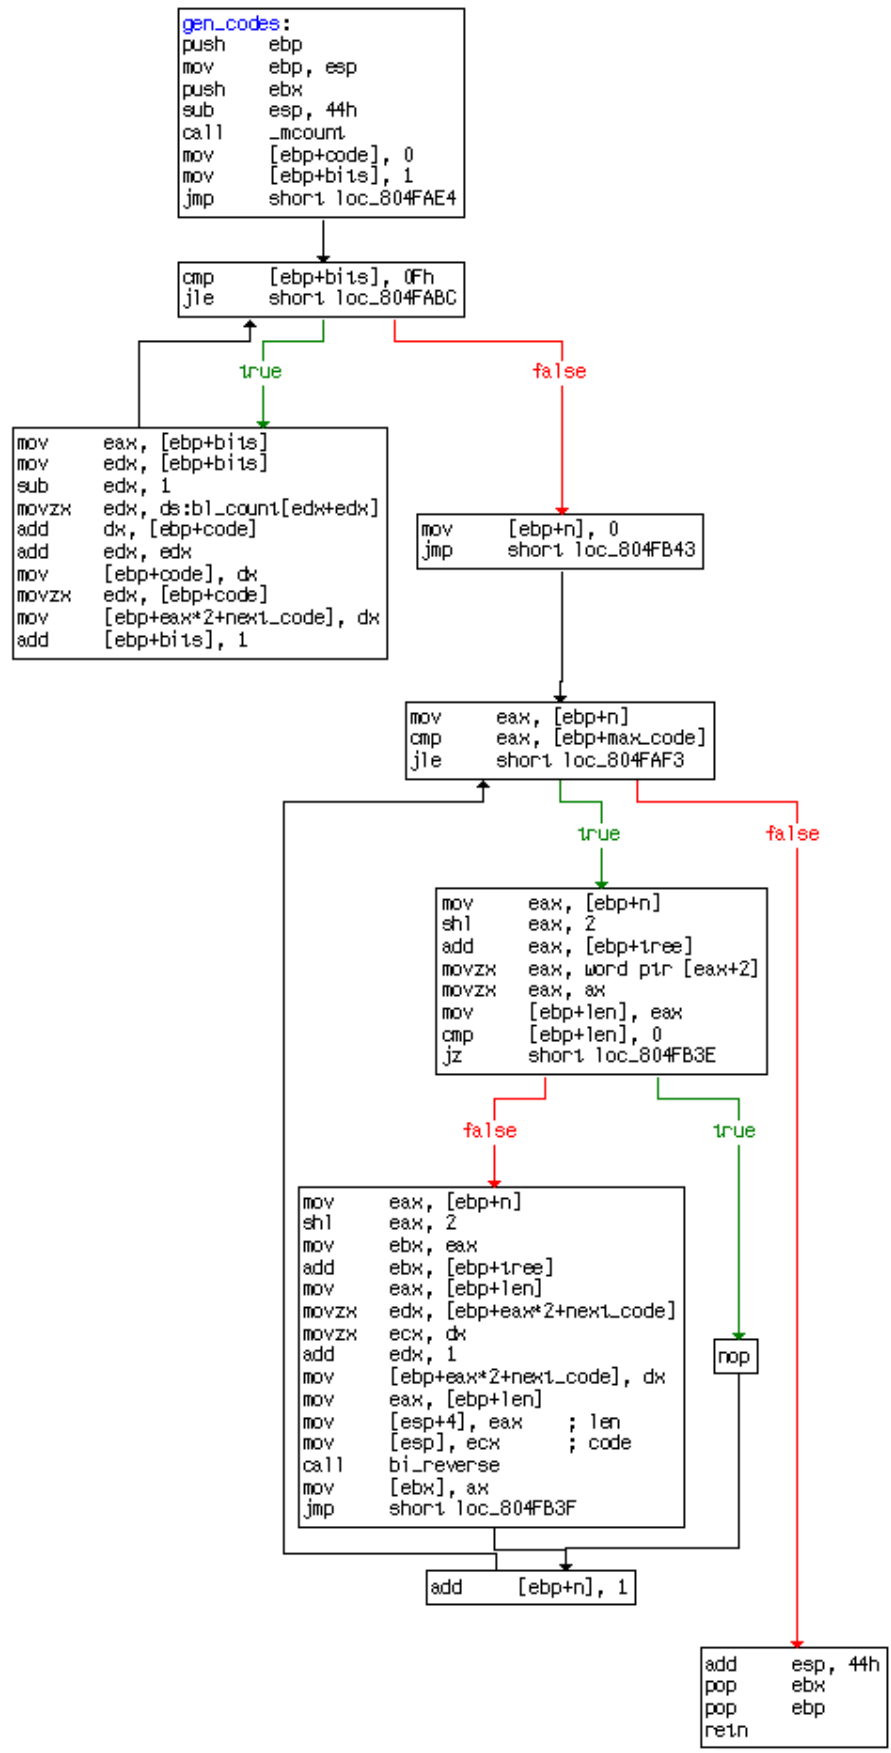 gen_codes:
push ebp
mov ebp, esp
push ebx
sub esp, 44h
call _mcount
mov [ebp+code], 0
mov [ebp+bits], 1
jmp short loc_804FAE4
cmp [ebp+bits], 0Fh
jle short loc_804FABC
true
false
mov eax, [ebp+bits]
mov edx, [ebp+bits]
sub edx, 1
movzx edx, ds:bl_count[edx+edx]
add dx, [ebp+code]
add edx, edx
mov [ebp+code], dx
movzx edx, [ebp+code]
mov [ebp+eax*2+next_code], dx
add [ebp+bits], 1
mov [ebp+n], 0
jmp short loc_804FB43
mov eax, [ebp+n]
cmp eax, [ebp+max_code]
jle short loc_804FAF3
true
false
mov eax, [ebp+n]
shl eax, 2
add eax, [ebp+tree]
movzx eax, word ptr [eax+2]
movzx eax, ax
mov [ebp+len], eax
cmp [ebp+len], 0
jz short loc_804FB3E
false
true
mov eax, [ebp+n]
shl eax, 2
mov ebx, eax
add ebx, [ebp+tree]
mov eax, [ebp+len]
movzx edx, [ebp+eax*2+next_code]
movzx ecx, dx
add edx, 1
mov [ebp+eax*2+next_code], dx
mov eax, [ebp+len]
mov [esp+4], eax ; len
mov [esp], ecx ; code
call bi_reverse
mov [ebx], ax
jmp short loc_804FB3F
nop
add [ebp+n], 1
add esp, 44h
pop ebx
pop ebp
retn